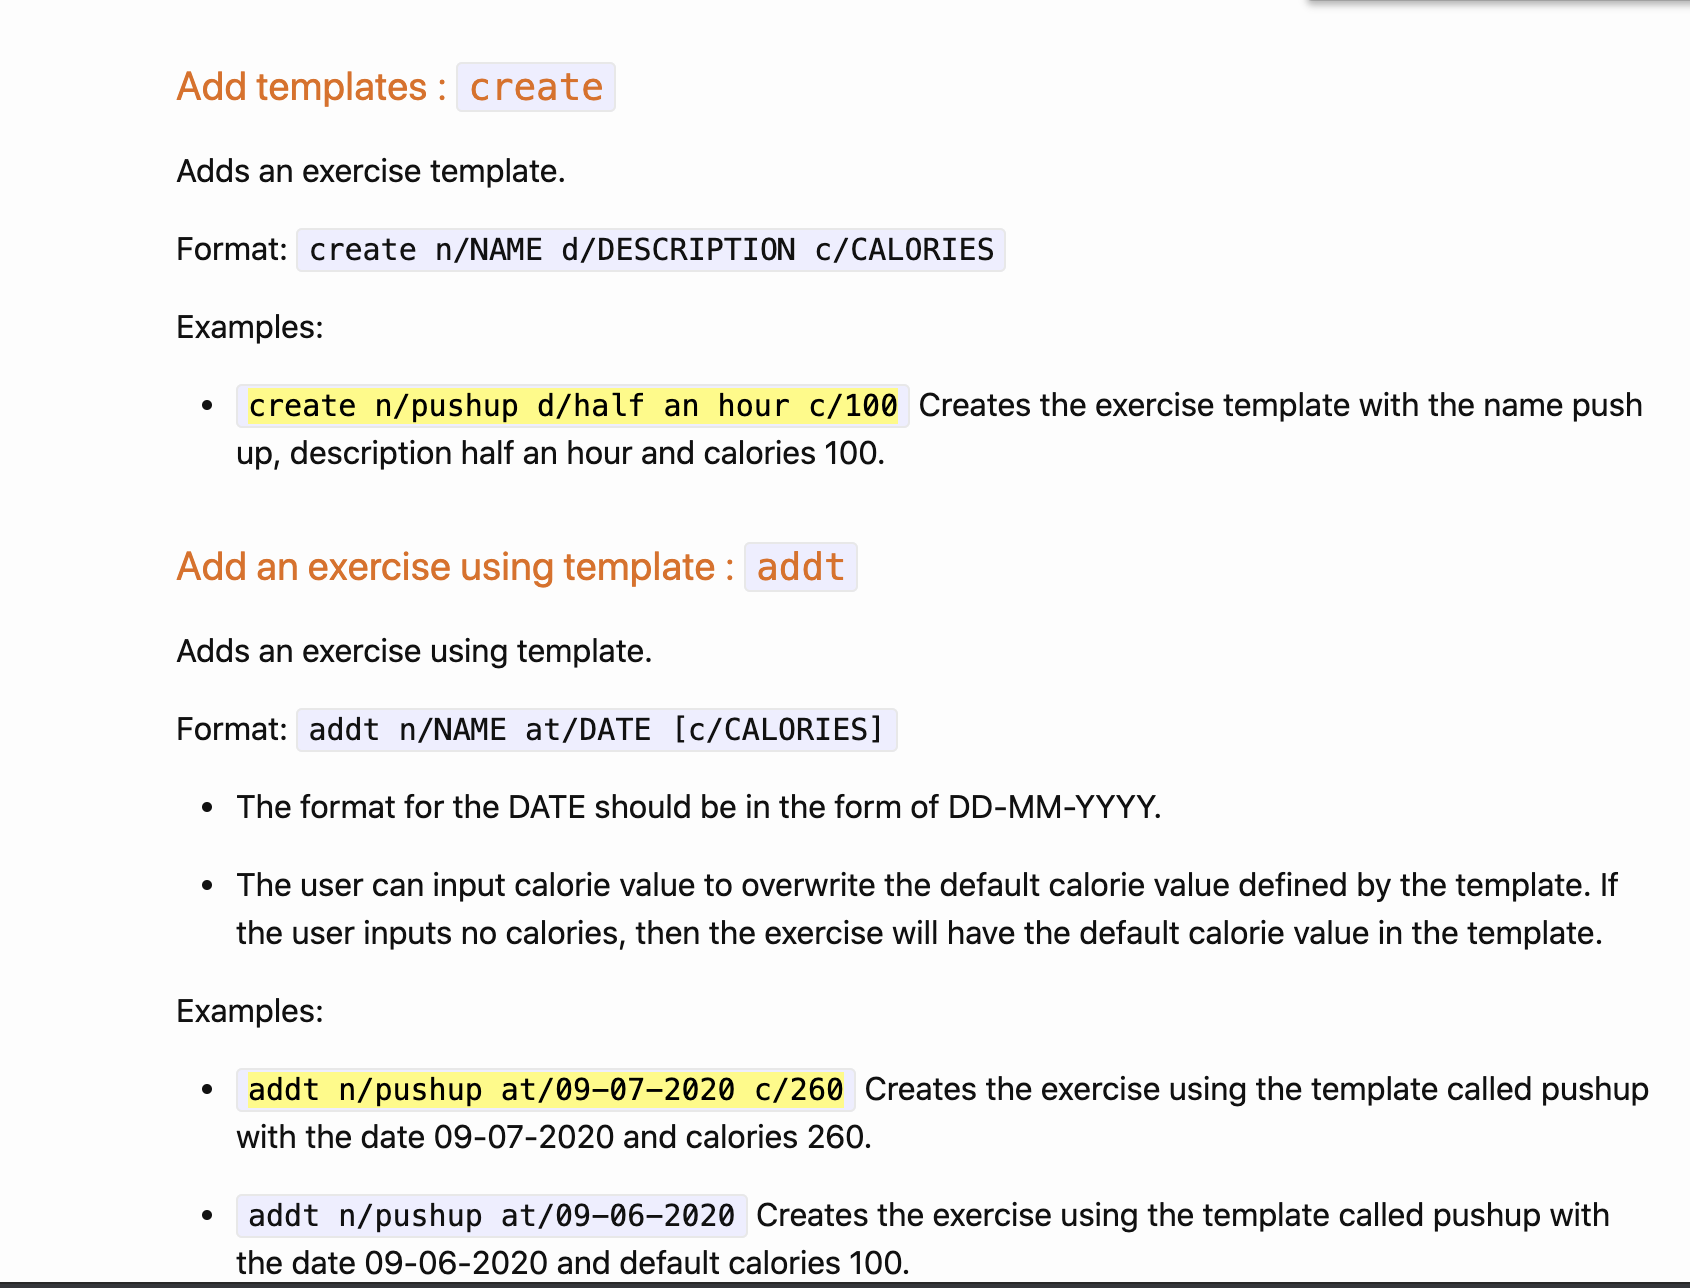 Add templates : create
Adds an exercise template.
Format: create n/NAME d/DESCRIPTION c/CALORIES
Examples:
• create n/pushup d/half an hour c/100 Creates the exercise template with the name push
up, description half an hour and calories 100.
Add an exercise using template : addt
Adds an exercise using template.
Format: addt n/NAME at/DATE [c/CALORIES]
• The format for the DATE should be in the form of DD-MM-YYYY.
• The user can input calorie value to overwrite the default calorie value defined by the template. If
the user inputs no calories, then the exercise will have the default calorie value in the template.
Examples:
• addt n/pushup at/09-07-2020 c/260 Creates the exercise using the template called pushup
with the date 09-07-2020 and calories 260.
• addt n/pushup at/09-06-2020 Creates the exercise using the template called pushup with
the date 09-06-2020 and default calories 100.